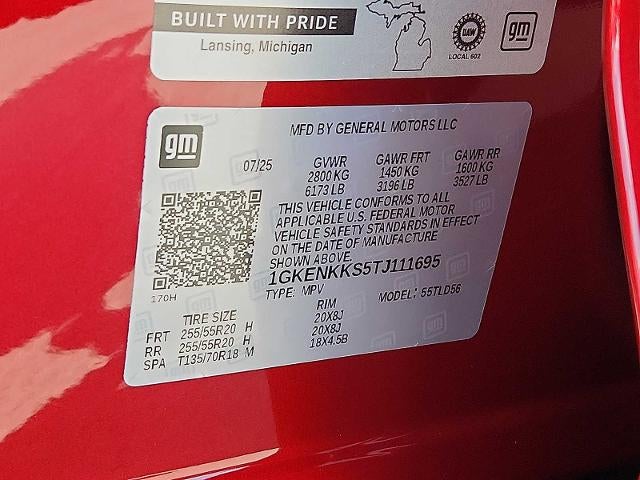 BUILT WITH PRIDE
Lansing, Michigan
UAW
LOCAL 602
gm
gm
MFD BY GENERAL MOTORS LLC
07/25
GVWR GAWR FRT GAWR RR
2800 KG 1450 KG 1600 KG
6173 LB 3196 LB 3527 LB
THIS VEHICLE CONFORMS TO ALL
APPLICABLE U.S. FEDERAL MOTOR
VEHICLE SAFETY STANDARDS IN EFFECT
ON THE DATE OF MANUFACTURE
SHOWN ABOVE.
1GKENKKS5TJ111695
TYPE: MPV MODEL: 55TLD56
170H
TIRE SIZE RIM
FRT 255/55R20 H 20X8J
RR 255/55R20 H 20X8J
SPA T135/70R18 M 18X4.5B